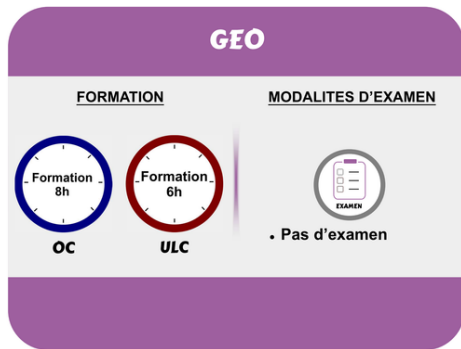 GEO
FORMATION
Formation
8h
OC
Formation
6h
ULC
MODALITES D'EXAMEN
EXAMEN
• Pas d'examen